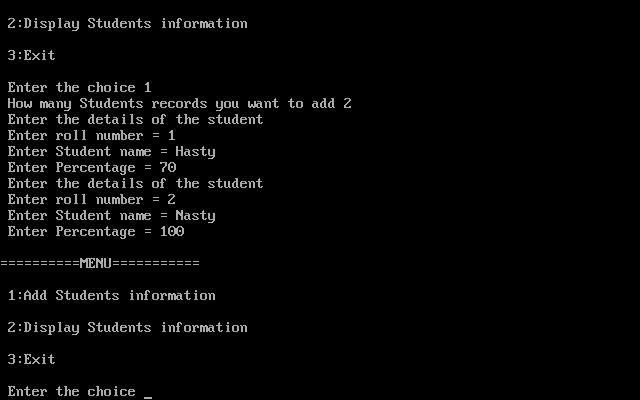 2:Display Students information
3:Exit
Enter the choice 1
How many Students records you want to add 2
Enter the details of the student
Enter roll number = 1
Enter Student name = Hasty
Enter Percentage = 70
Enter the details of the student
Enter roll number = 2
Enter Student name = Nasty
Enter Percentage = 100
==========MENU===========
1:Add Students information
2:Display Students information
3:Exit
Enter the choice _